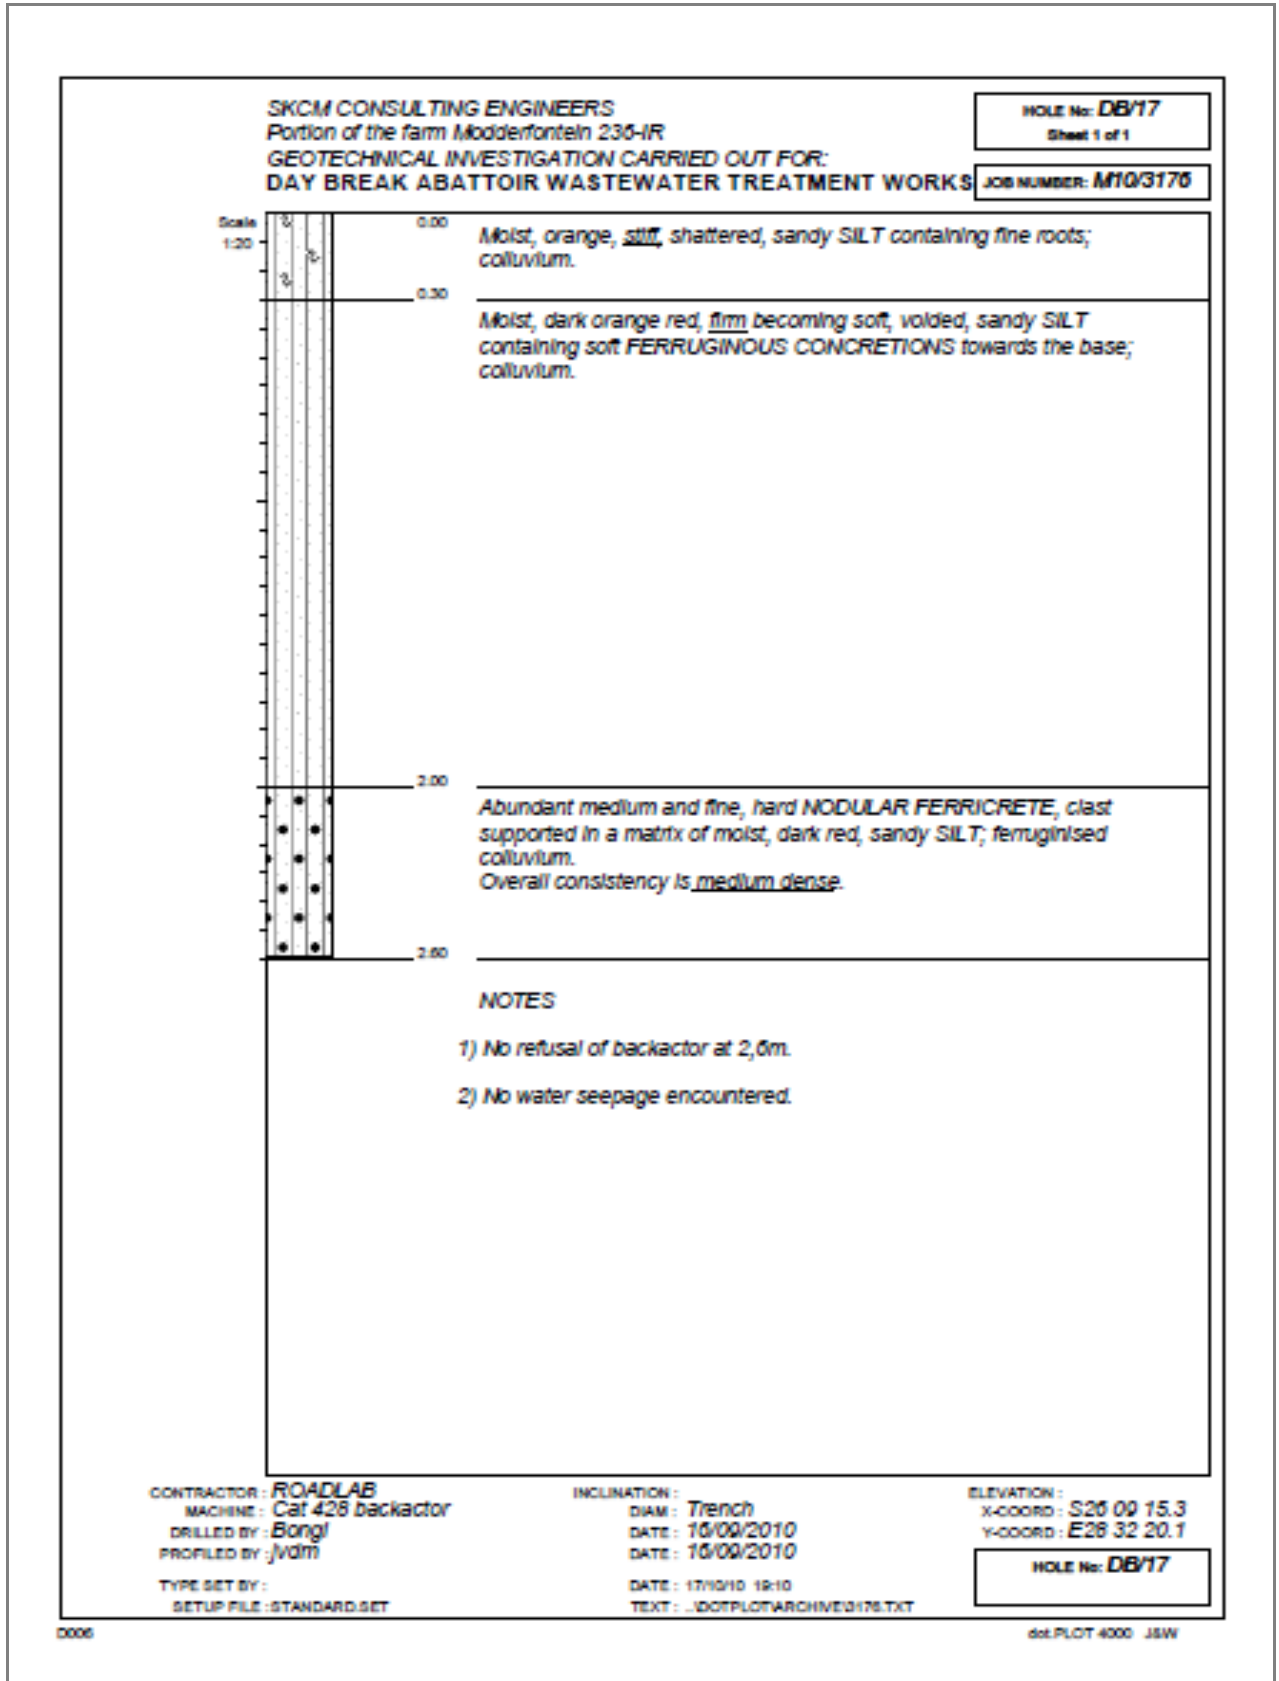 SKCM CONSULTING ENGINEERS
Portion of the farm Modderfontein 236-IR
GEOTECHNICAL INVESTIGATION CARRIED OUT FOR:
DAY BREAK ABATTOIR WASTEWATER TREATMENT WORKS
HOLE No: DB/17
Sheet 1 of 1
JOB NUMBER: M10/3176
Scale
1:20
0.00
Moist, orange, stiff, shattered, sandy SILT containing fine roots;
colluvium.
0.30
Moist, dark orange red, firm becoming soft, voided, sandy SILT
containing soft FERRUGINOUS CONCRETIONS towards the base;
colluvium.
2.00
Abundant medium and fine, hard NODULAR FERRICRETE, clast
supported in a matrix of moist, dark red, sandy SILT; ferruginised
colluvium.
Overall consistency is medium dense.
2.60
NOTES
1) No refusal of backactor at 2,6m.
2) No water seepage encountered.
CONTRACTOR : ROADLAB
MACHINE : Cat 428 backactor
DRILLED BY : Bongi
PROFILED BY : jvdm
TYPE SET BY :
SETUP FILE : STANDARD.SET
INCLINATION :
DIAM : Trench
DATE : 16/09/2010
DATE : 16/09/2010
DATE : 17/10/10 19:10
TEXT : ..\DOTPLOT\ARCHIVE\3176.TXT
ELEVATION :
X-COORD : S26 09 15.3
Y-COORD : E28 32 20.1
HOLE No: DB/17
D006
dot.PLOT 4000 J&W